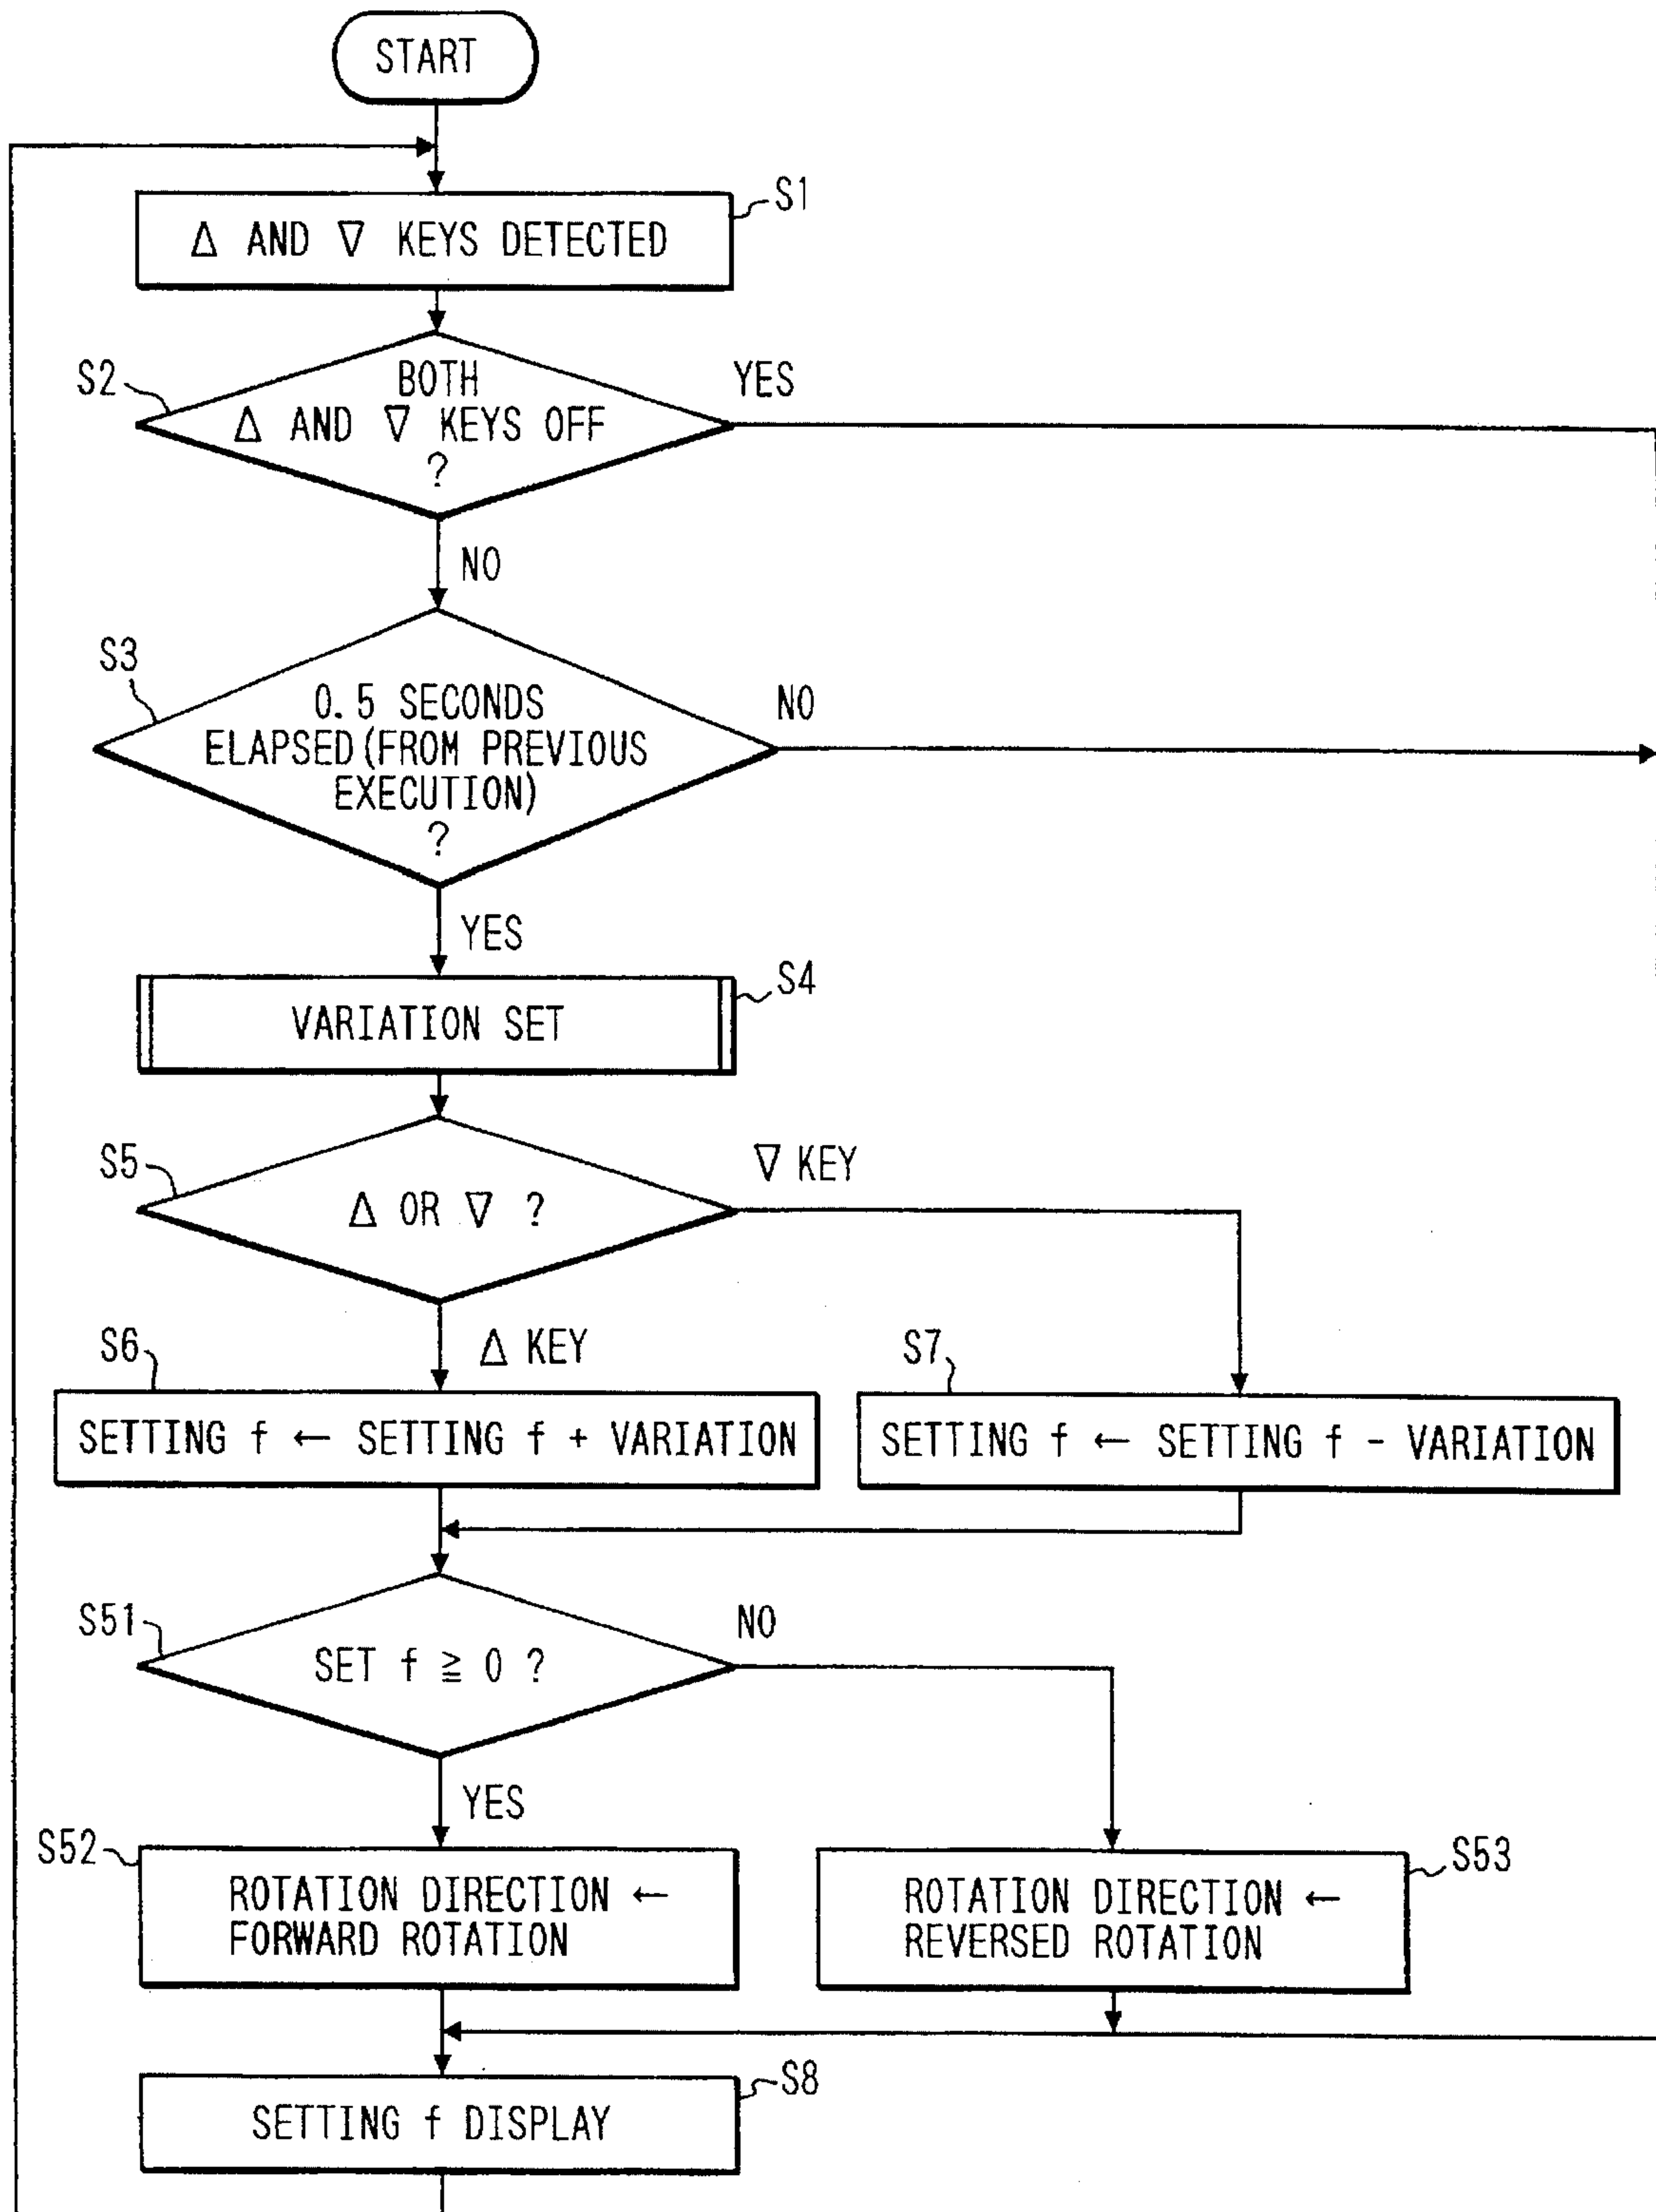 START
S1
Δ AND ∇ KEYS DETECTED
S2
BOTH
Δ AND ∇ KEYS OFF
?
YES
NO
S3
0.5 SECONDS
ELAPSED(FROM PREVIOUS
EXECUTION)
?
NO
YES
S4
VARIATION SET
S5
Δ OR ∇ ?
∇ KEY
Δ KEY
S6
SETTING f ← SETTING f + VARIATION
S7
SETTING f ← SETTING f - VARIATION
S51
SET f ≧ 0 ?
NO
YES
S52
ROTATION DIRECTION ←
FORWARD ROTATION
S53
ROTATION DIRECTION ←
REVERSED ROTATION
S8
SETTING f DISPLAY